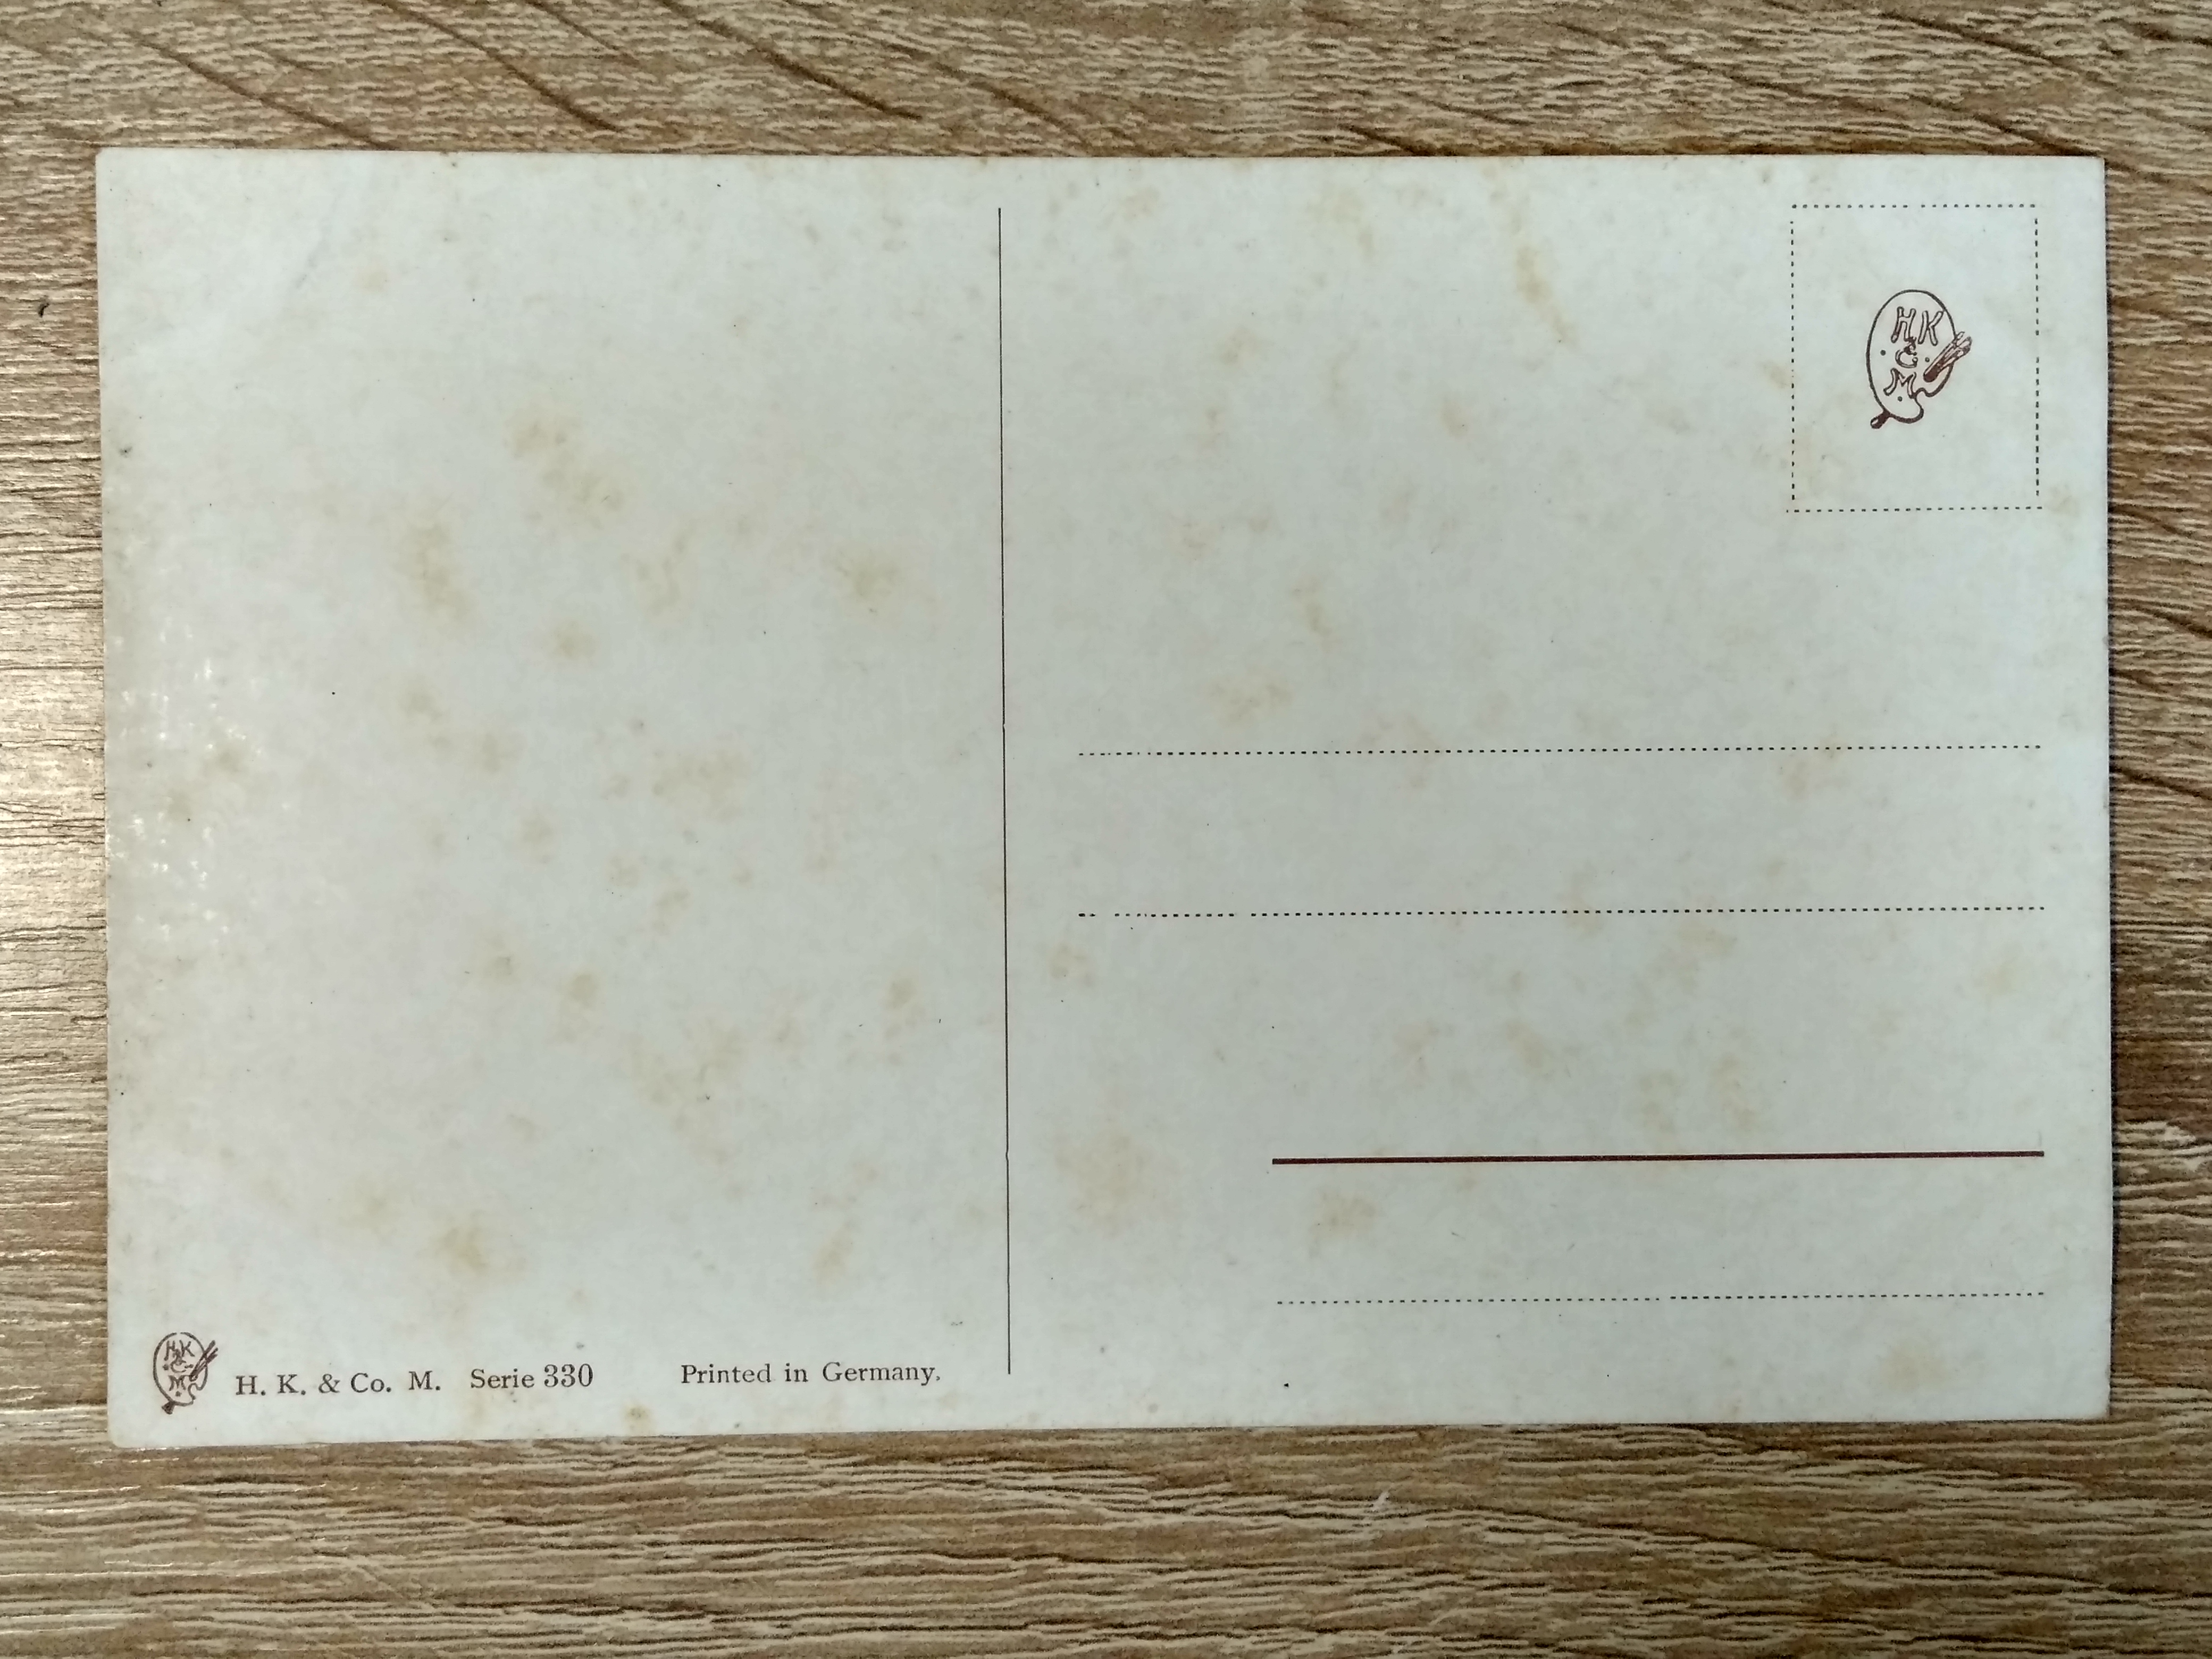 H K
& C
M
H K
& C
M
H. K. & Co. M. Serie 330 Printed in Germany.